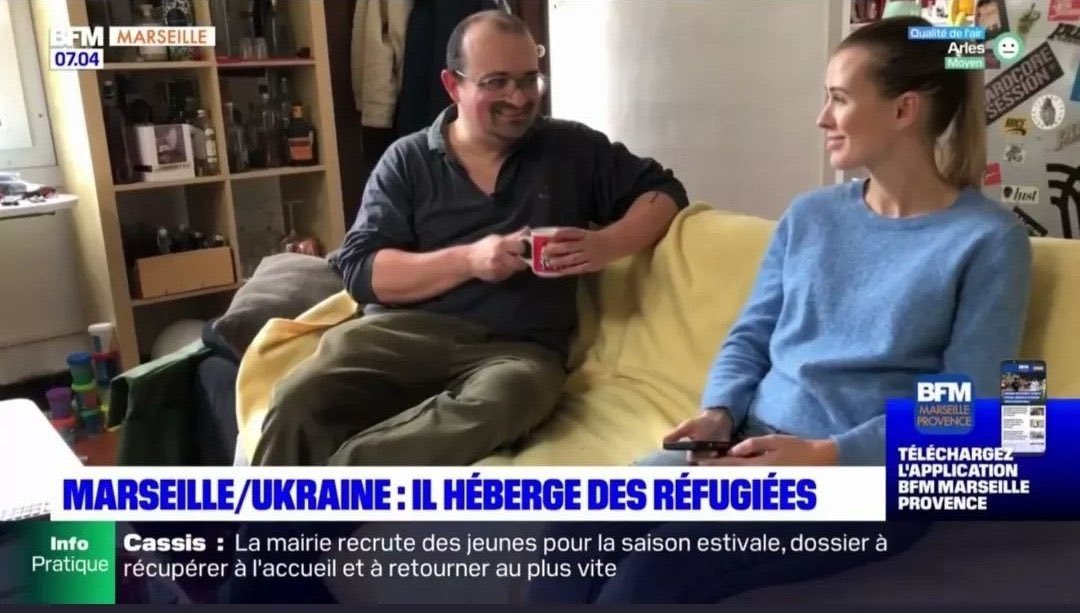 BFM MARSEILLE
07.04
Qualité de l'air
Arles
Moyen
HARDCORE
SESSION
lust
BFM
MARSEILLE
PROVENCE
TÉLÉCHARGEZ
L'APPLICATION
BFM MARSEILLE
PROVENCE
MARSEILLE/UKRAINE : IL HÉBERGE DES RÉFUGIÉES
Info
Pratique
Cassis : La mairie recrute des jeunes pour la saison estivale, dossier à
récupérer à l'accueil et à retourner au plus vite